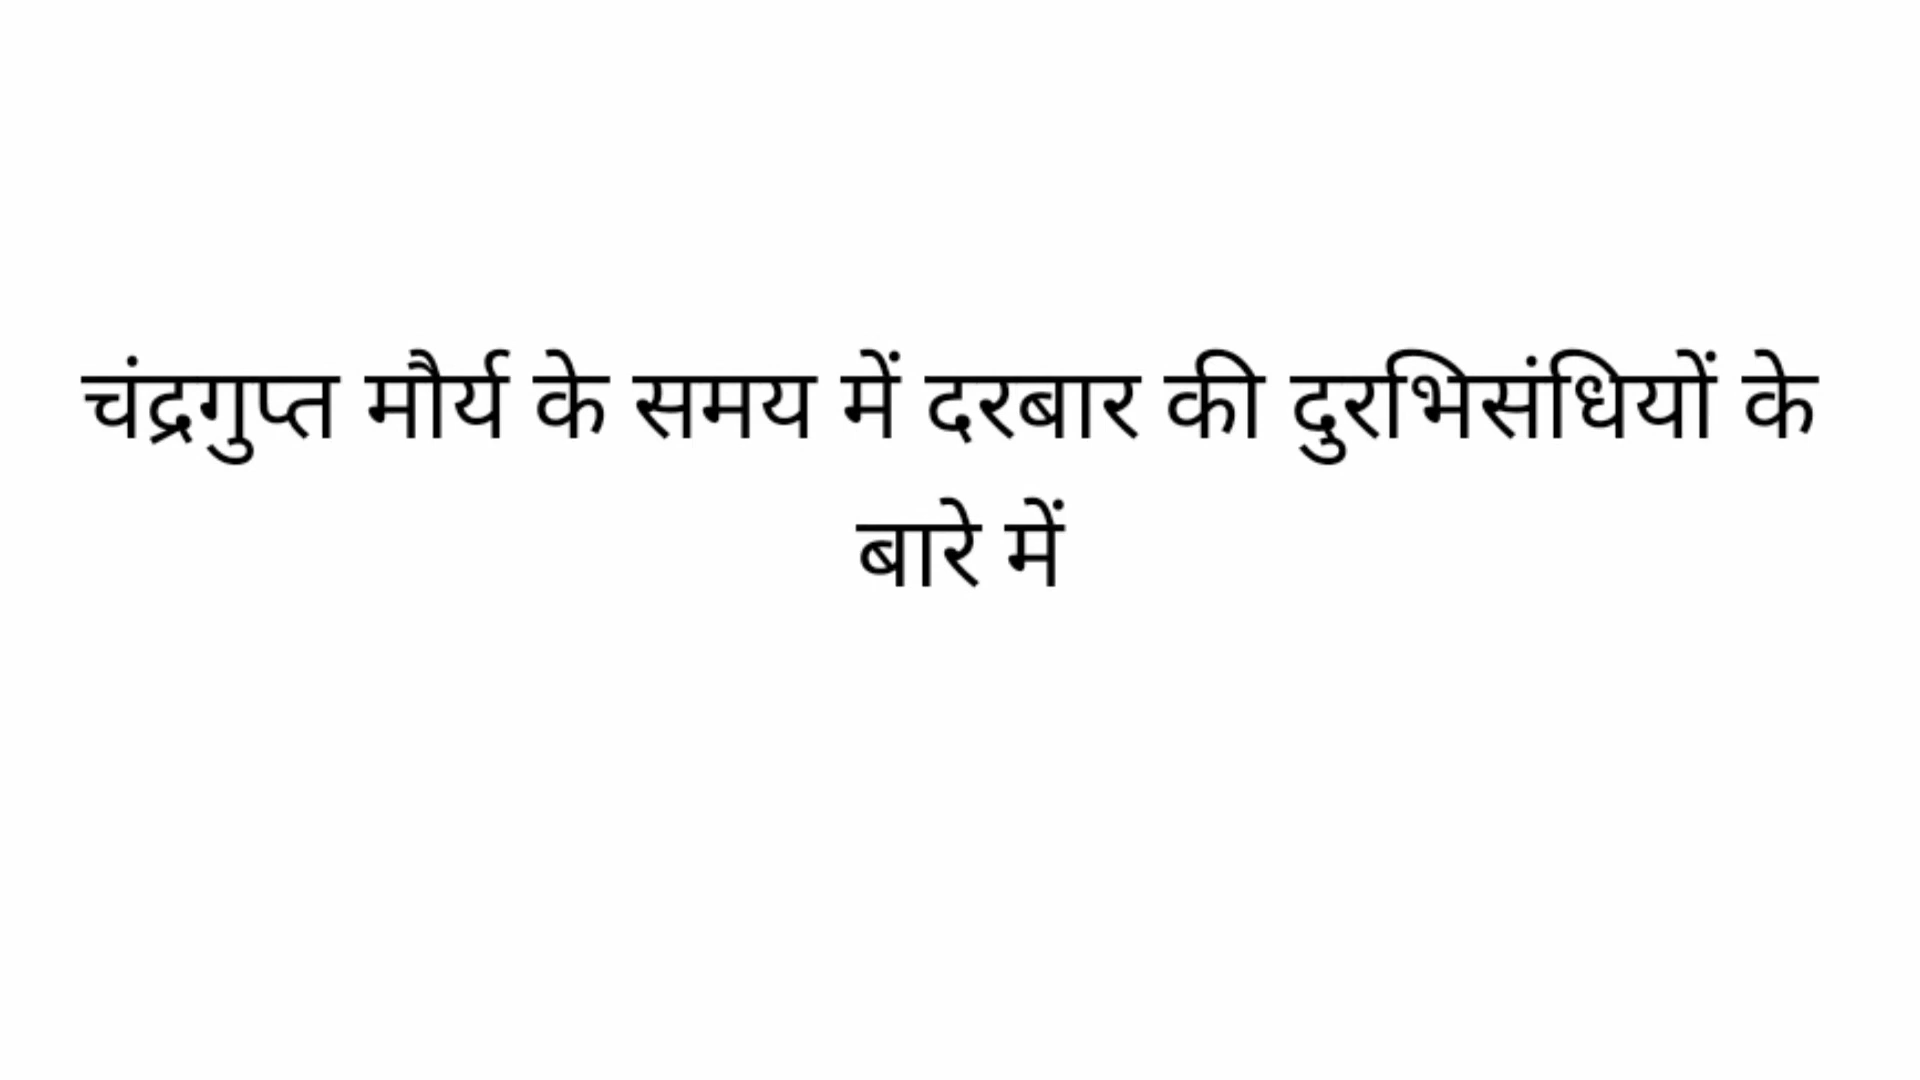 चंद्रगुप्त मौर्य के समय में दरबार की दुरभिसंधियों के
बारे में